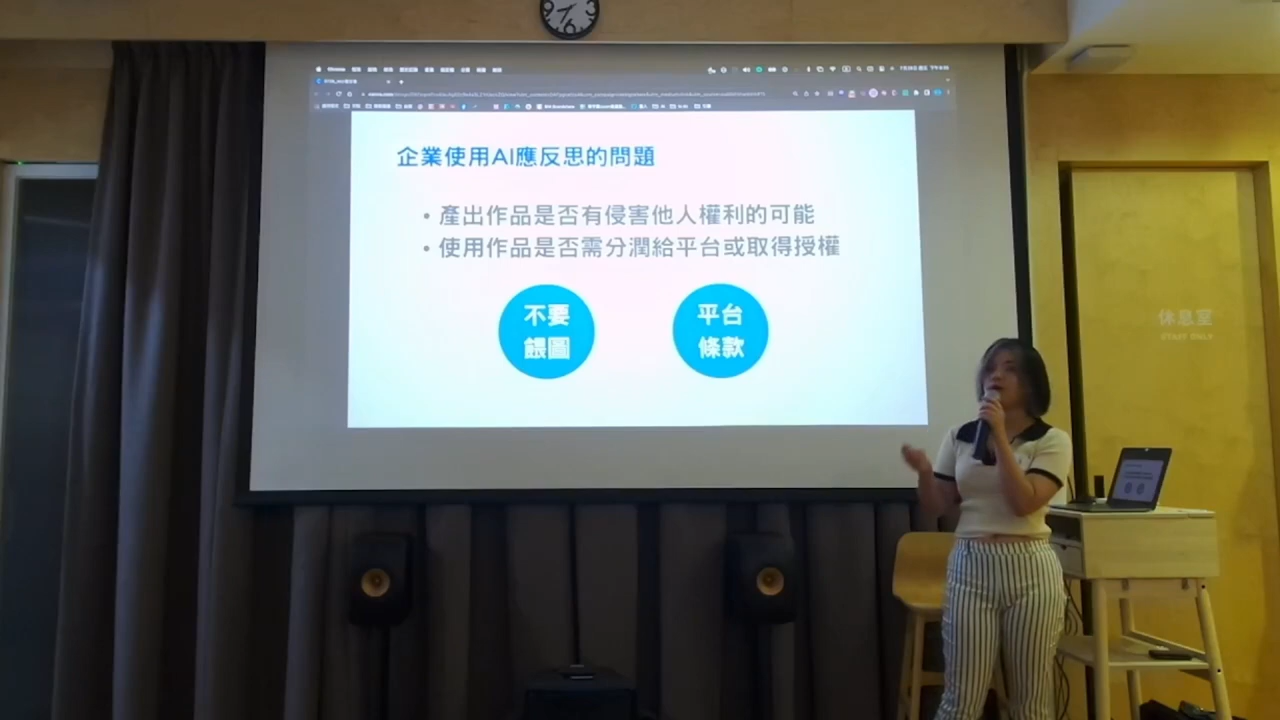 企業使用AI應反思的問題
• 產出作品是否有侵害他人權利的可能
• 使用作品是否需分潤給平台或取得授權
不要
餵圖
平台
條款
休息室
STAFF ONLY